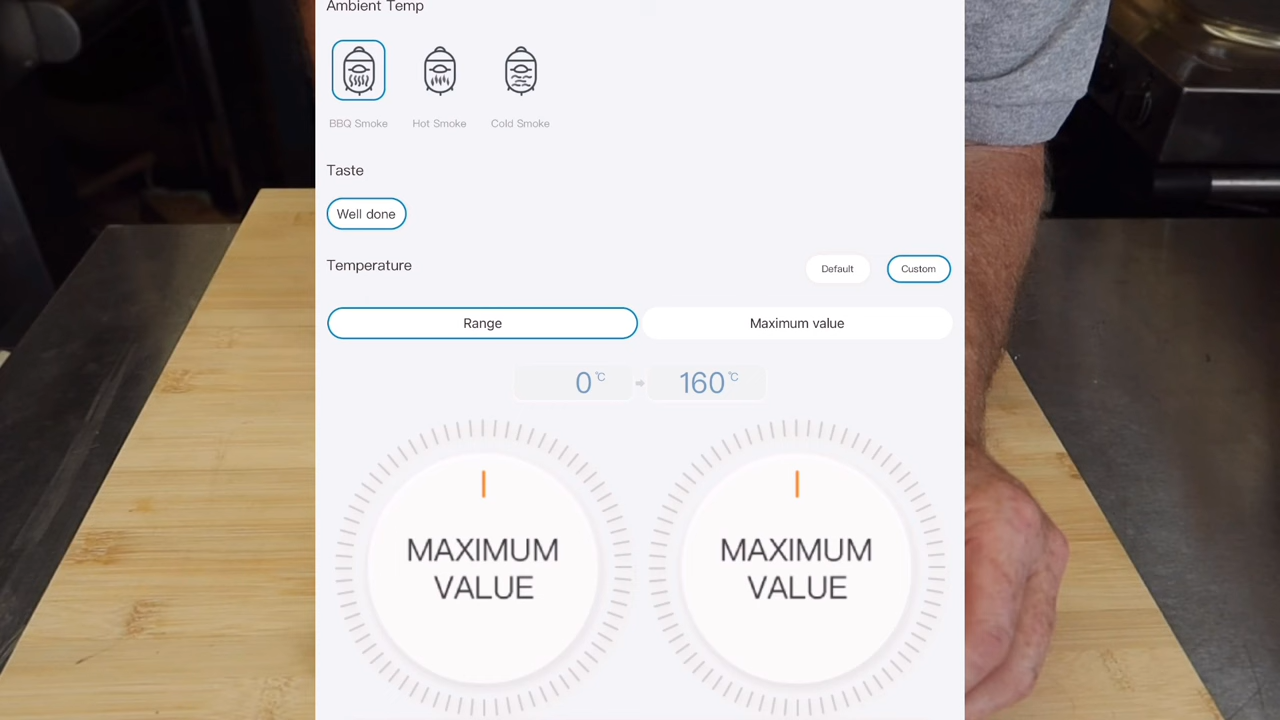 Ambient Temp
BBQ Smoke Hot Smoke Cold Smoke
Taste
Well done
Temperature Default Custom
Range Maximum value
0°C 160°C
MAXIMUM VALUE
MAXIMUM VALUE